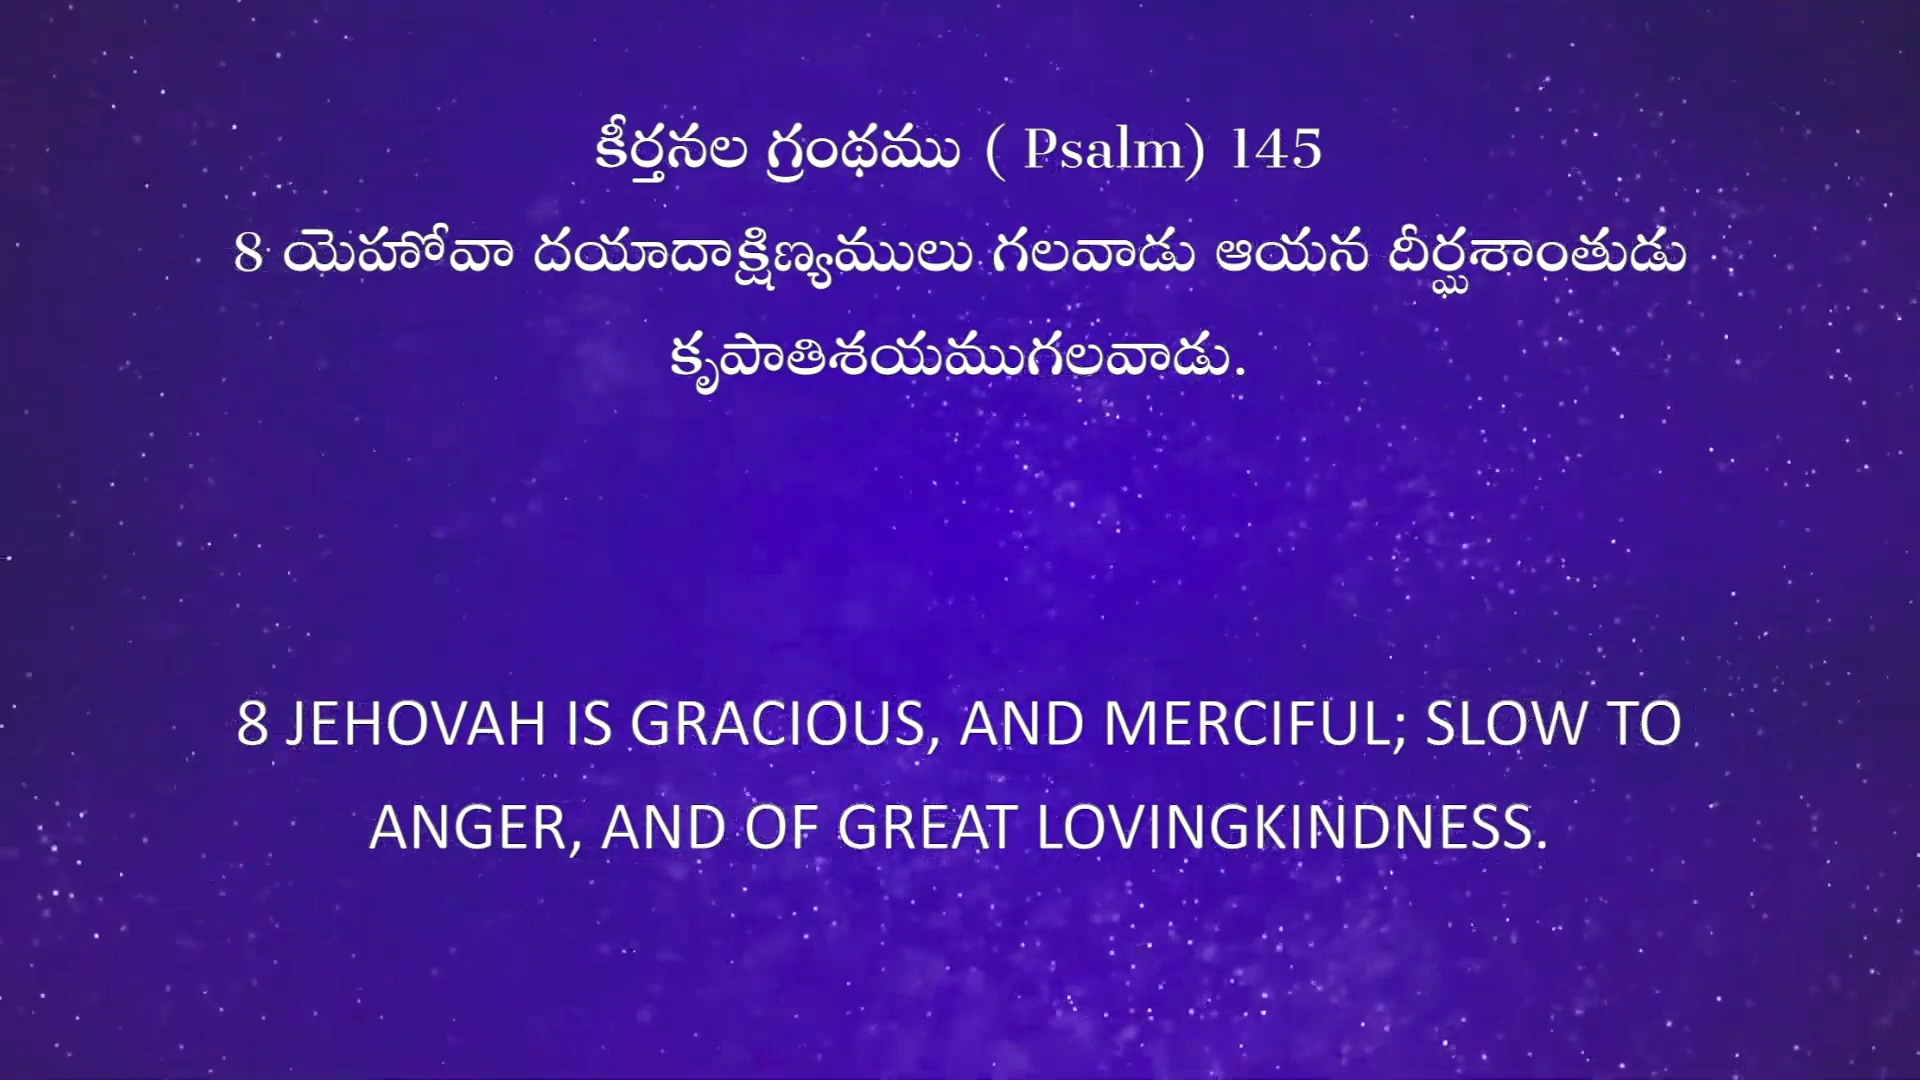 కీర్తనల గ్రంథము ( Psalm) 145
8 యెహోవా దయాదాక్షిణ్యములు గలవాడు ఆయన దీర్ఘశాంతుడు
కృపాతిశయముగలవాడు.
8 JEHOVAH IS GRACIOUS, AND MERCIFUL; SLOW TO
ANGER, AND OF GREAT LOVINGKINDNESS.